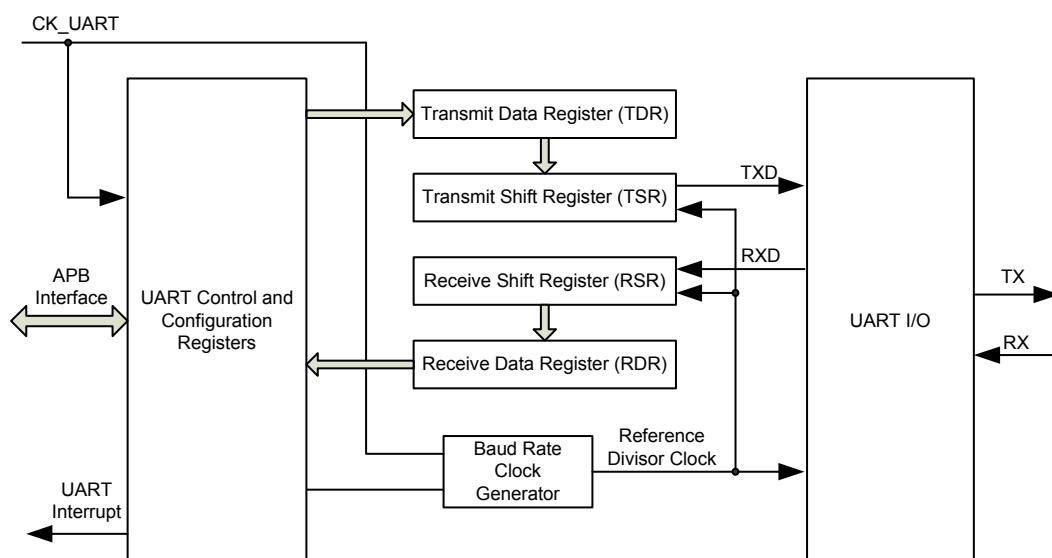 CK_UART
Transmit Data Register (TDR)
TXD
Transmit Shift Register (TSR)
RXD
APB
Interface
UART Control and
Configuration
Registers
Receive Shift Register (RSR)
TX
UART I/O
RX
Receive Data Register (RDR)
Baud Rate
Clock
Generator
Reference
Divisor Clock
UART
Interrupt